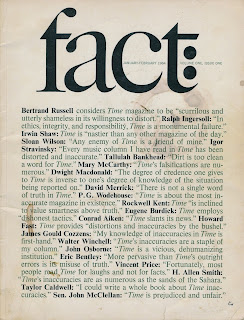 fact:
JANUARY-FEBRUARY 1964 VOLUME ONE, ISSUE ONE
Bertrand Russell considers Time magazine to be "scurrilous and
utterly shameless in its willingness to distort." Ralph Ingersoll: "In
ethics, integrity, and responsibility, Time is a monumental failure."
Irwin Shaw: Time is "nastier than any other magazine of the day."
Sloan Wilson: "Any enemy of Time is a friend of mine." Igor
Stravinsky: "Every music column I have read in Time has been
distorted and inaccurate." Tallulah Bankhead: "Dirt is too clean
a word for Time." Mary McCarthy: "Time's falsifications are nu-
merous." Dwight Macdonald: "The degree of credence one gives
to Time is inverse to one's degree of knowledge of the situation
being reported on." David Merrick: "There is not a single word
of truth in Time." P. G. Wodehouse: "Time is about the most inac-
curate magazine in existence." Rockwell Kent: Time "is inclined
to value smartness above truth." Eugene Burdick: Time employs
"dishonest tactics." Conrad Aiken: "Time slants its news." Howard
Fast: Time provides "distortions and inaccuracies by the bushel."
James Gould Cozzens: "My knowledge of inaccuracies in Time is
first-hand." Walter Winchell: "Time's inaccuracies are a staple of
my column." John Osborne: "Time is a vicious, dehumanizing
institution." Eric Bentley: "More pervasive than Time's outright
errors is its misuse of truth." Vincent Price: "Fortunately, most
people read Time for laughs and not for facts." H. Allen Smith:
"Time's inaccuracies are as numerous as the sands of the Sahara."
Taylor Caldwell: "I could write a whole book about Time inac-
curacies." Sen. John McClellan: "Time is prejudiced and unfair."